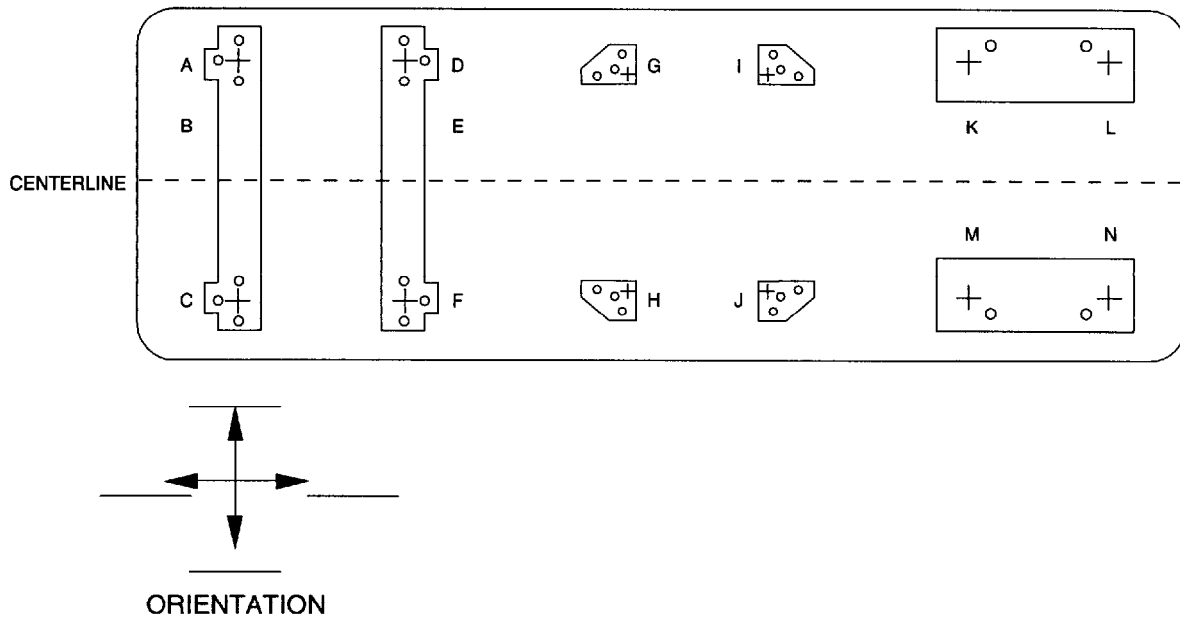 A D G I
B E K L
CENTERLINE
M N
C F H J
ORIENTATION